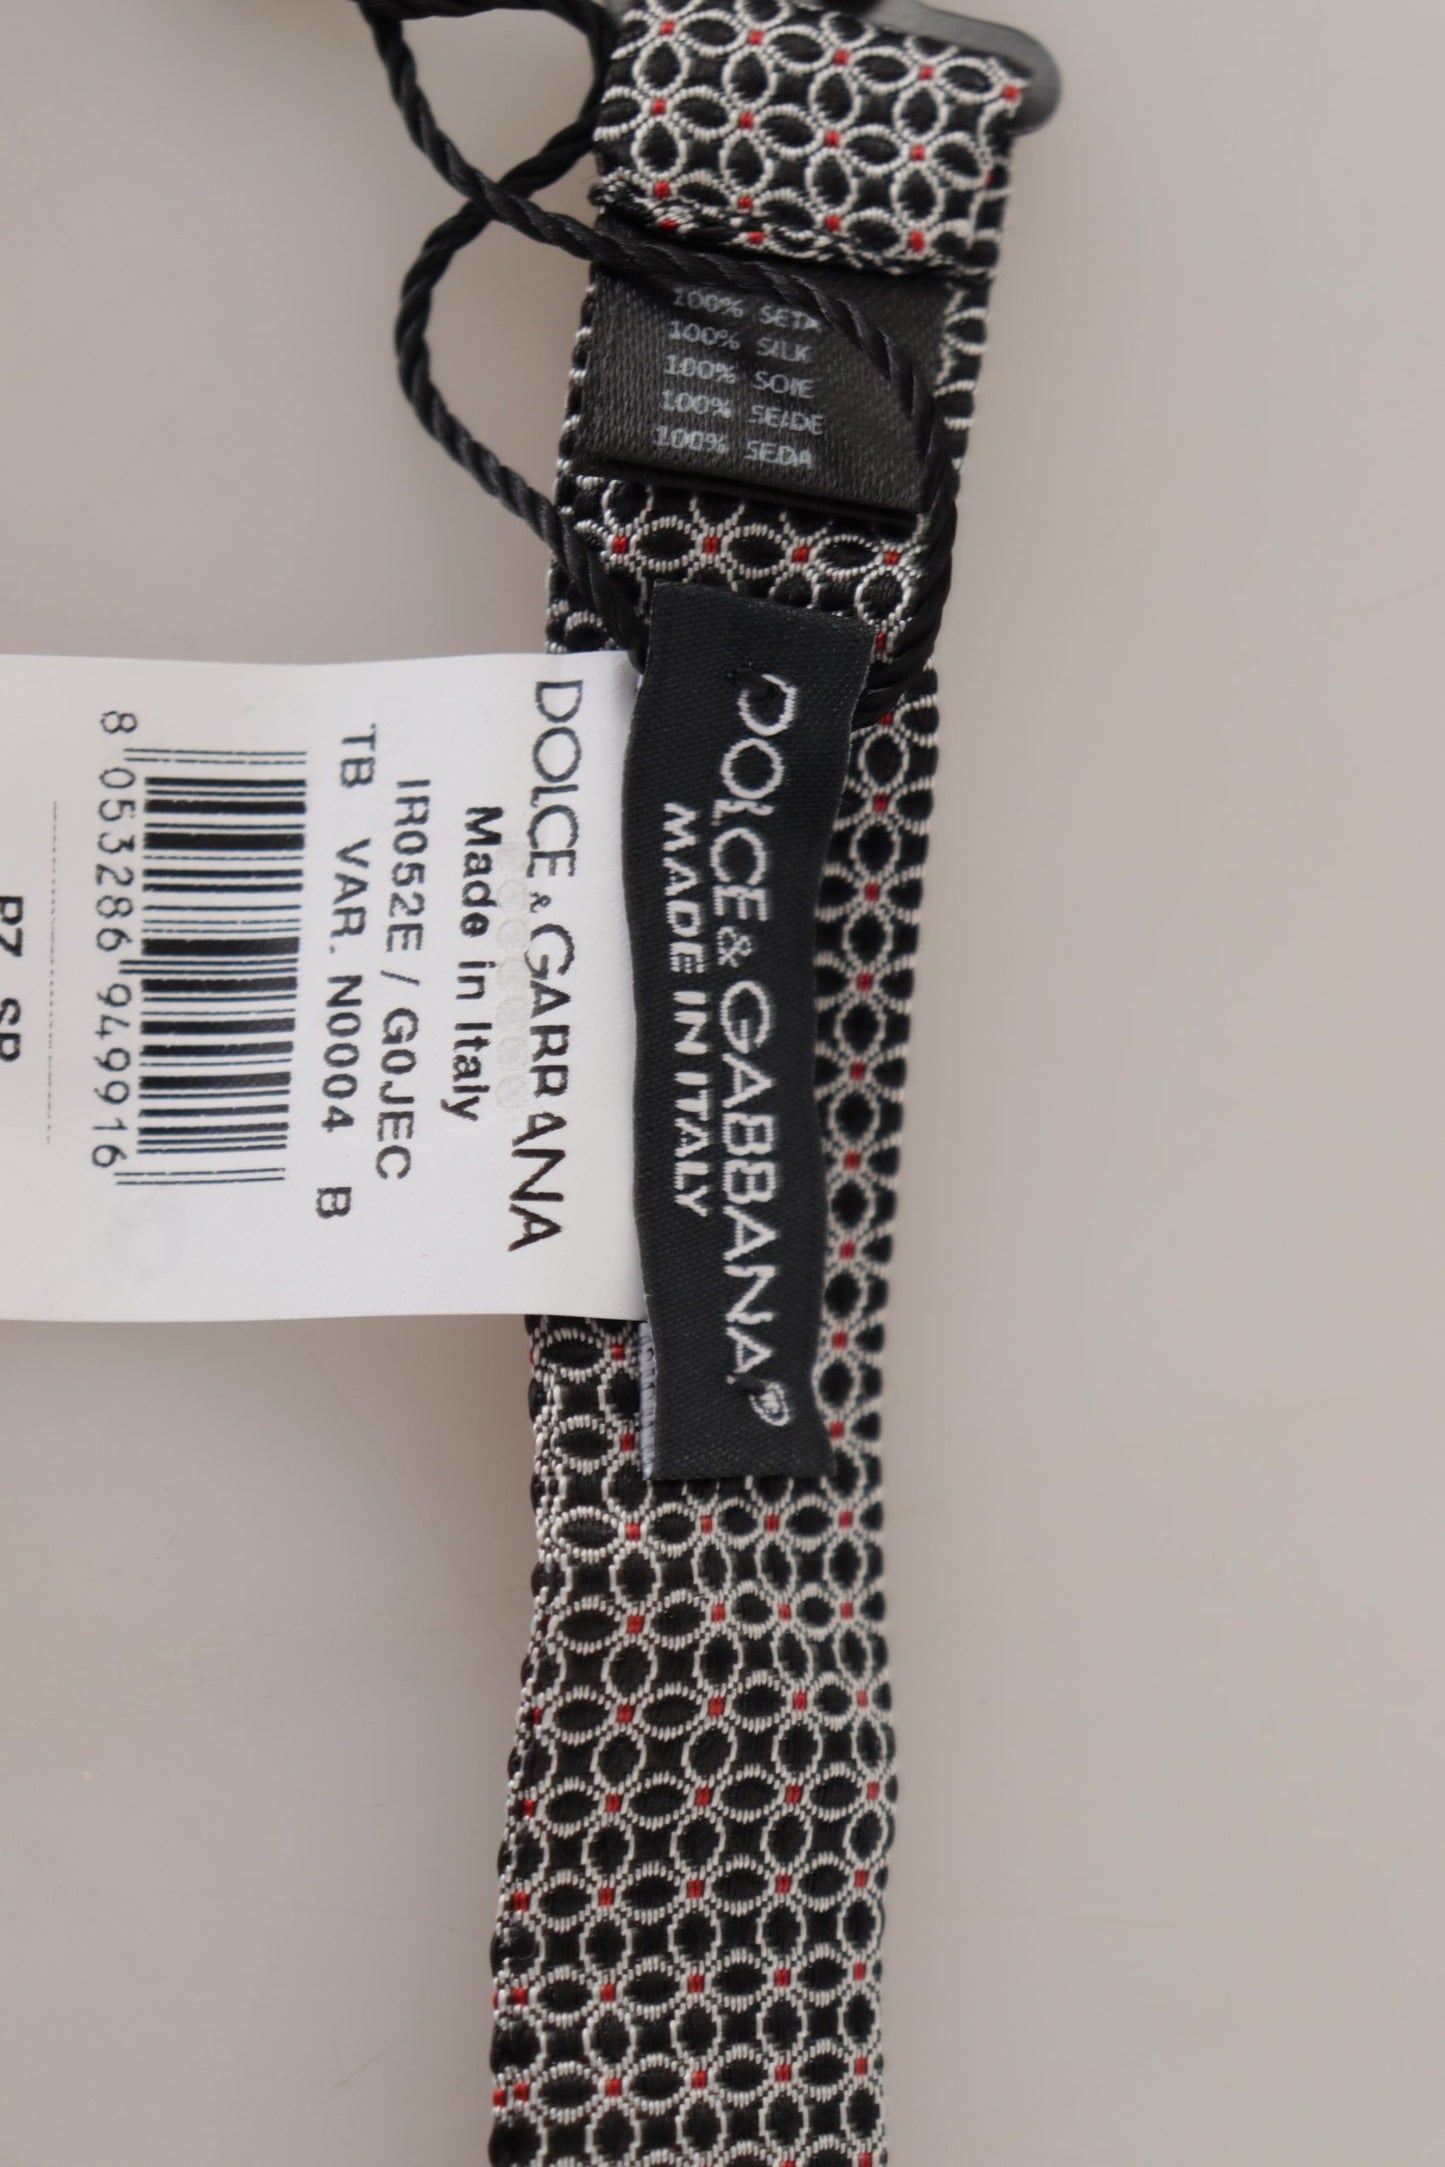 100% SETA
100% SILK
100% SOIE
100% SEIDE
100% SEDA
DOLCE & GABBANA
MADE IN ITALY
DOLCE & GABBANA
Made in Italy
IR052E / G0JEC
TB VAR. N0004 B
8 053286 949916